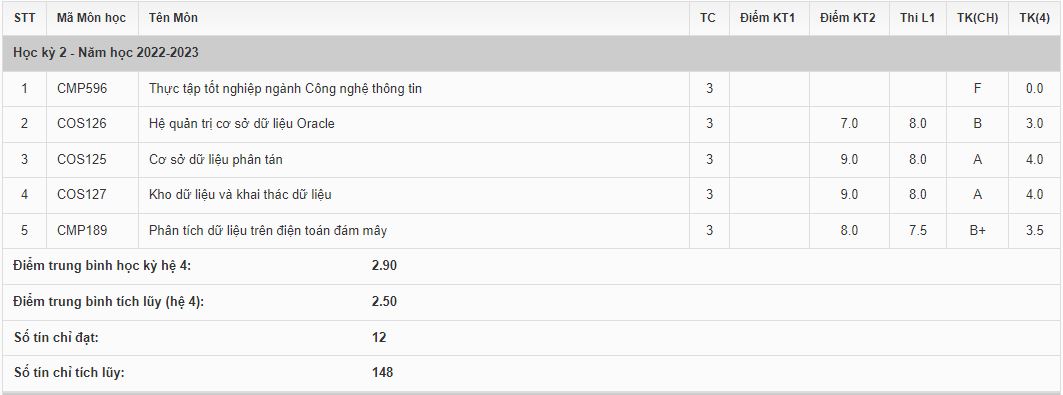 STT Mã Môn học Tên Môn TC Điểm KT1 Điểm KT2 Thi L1 TK(CH) TK(4)
Học kỳ 2 - Năm học 2022-2023
1 CMP596 Thực tập tốt nghiệp ngành Công nghệ thông tin 3 F 0.0
2 COS126 Hệ quản trị cơ sở dữ liệu Oracle 3 7.0 8.0 B 3.0
3 COS125 Cơ sở dữ liệu phân tán 3 9.0 8.0 A 4.0
4 COS127 Kho dữ liệu và khai thác dữ liệu 3 9.0 8.0 A 4.0
5 CMP189 Phân tích dữ liệu trên điện toán đám mây 3 8.0 7.5 B+ 3.5
Điểm trung bình học kỳ hệ 4: 2.90
Điểm trung bình tích lũy (hệ 4): 2.50
Số tín chỉ đạt: 12
Số tín chỉ tích lũy: 148